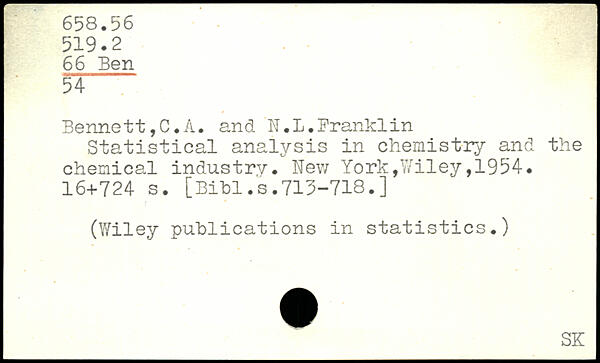 658.56
519.2
66 Ben
54
Bennett,C.A. and N.L.Franklin
Statistical analysis in chemistry and the
chemical industry. New York,Wiley,1954.
16+724 s. [Bibl.s.713-718.]
(Wiley publications in statistics.)
SK